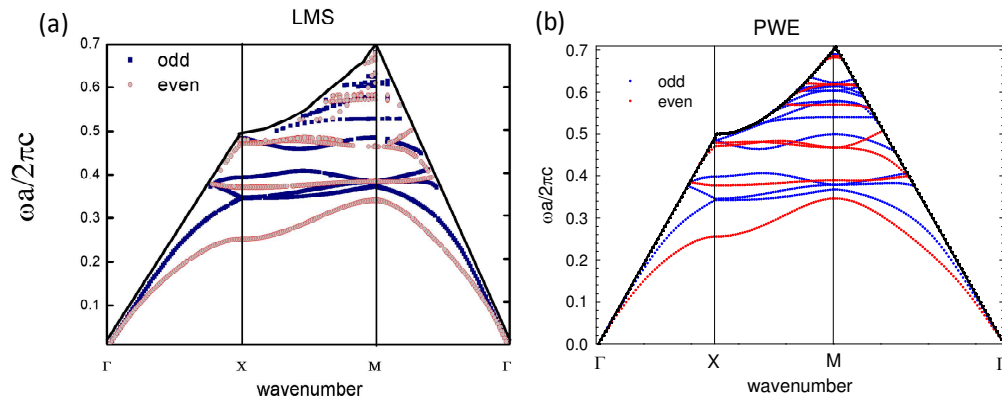 (a)
LMS
0.7
0.6
0.5
0.4
0.3
0.2
0.1
odd
even
ωa/2πc
Γ
X
M
Γ
wavenumber
(b)
PWE
0.7
0.6
0.5
0.4
0.3
0.2
0.1
0.0
odd
even
ωa/2πc
Γ
X
M
Γ
wavenumber